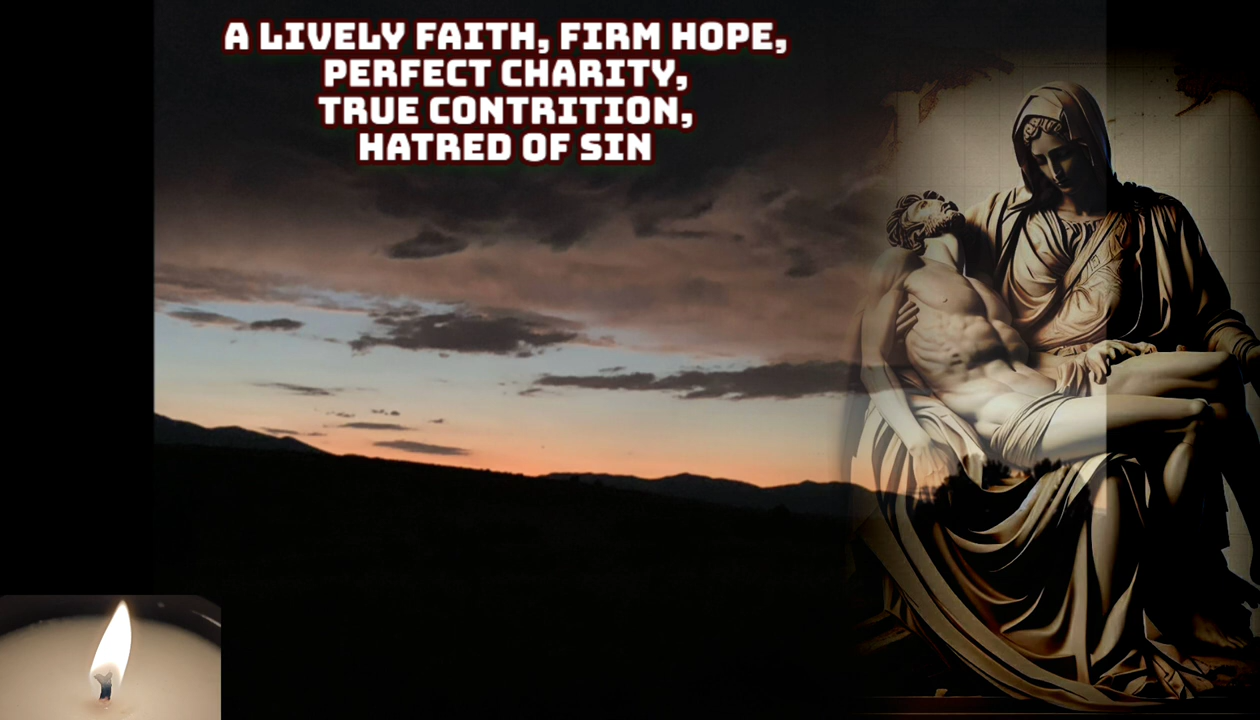 A LIVELY FAITH, FIRM HOPE,
PERFECT CHARITY,
TRUE CONTRITION,
HATRED OF SIN